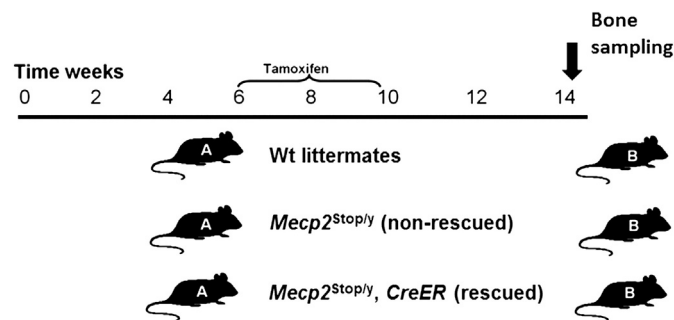 Bone
sampling
Tamoxifen
Time weeks
0 2 4 6 8 10 12 14
A Wt littermates B
A Mecp2Stop/y (non-rescued) B
A Mecp2Stop/y, CreER (rescued) B